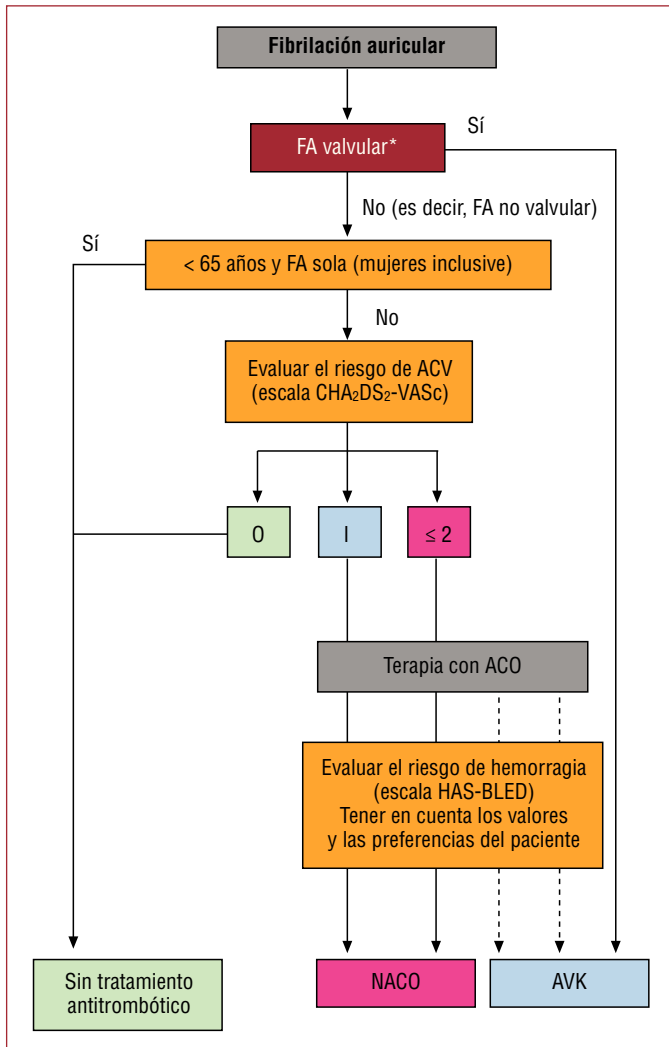 Fibrilación auricular
Sí
FA valvular*
No (es decir, FA no valvular)
Sí
< 65 años y FA sola (mujeres inclusive)
No
Evaluar el riesgo de ACV
(escala CHA₂DS₂-VASc)
O
I
≤ 2
Terapia con ACO
Evaluar el riesgo de hemorragia
(escala HAS-BLED)
Tener en cuenta los valores
y las preferencias del paciente
Sin tratamiento
antitrombótico
NACO
AVK